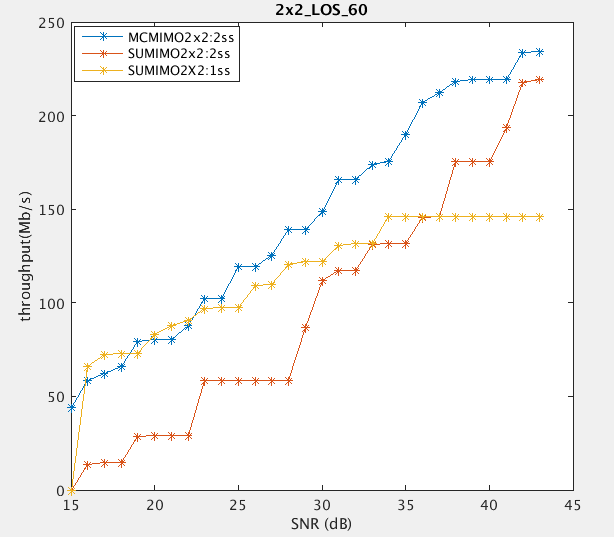 2x2_LOS_60
MCMIMO2x2:2ss
SUMIMO2x2:2ss
SUMIMO2X2:1ss
250
200
150
100
50
0
throughput(Mb/s)
15 20 25 30 35 40 45
SNR (dB)